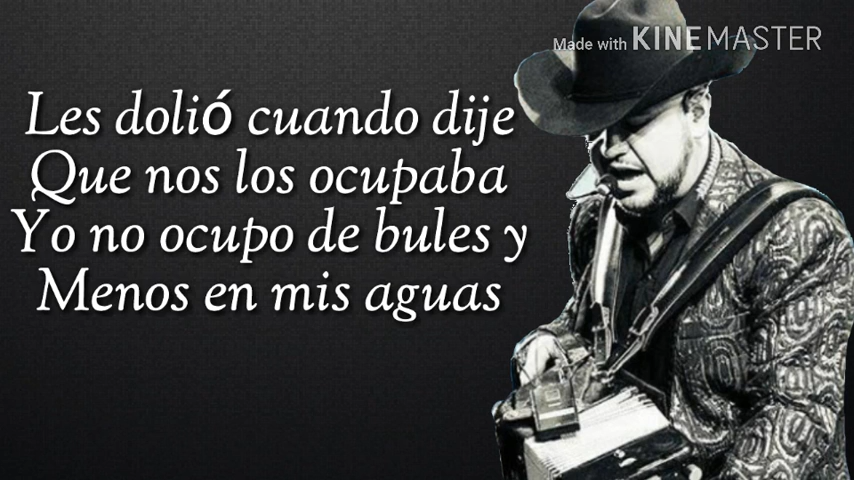 Made with KINEMASTER
Les dolió cuando dije
Que nos los ocupaba
Yo no ocupo de bules y
Menos en mis aguas